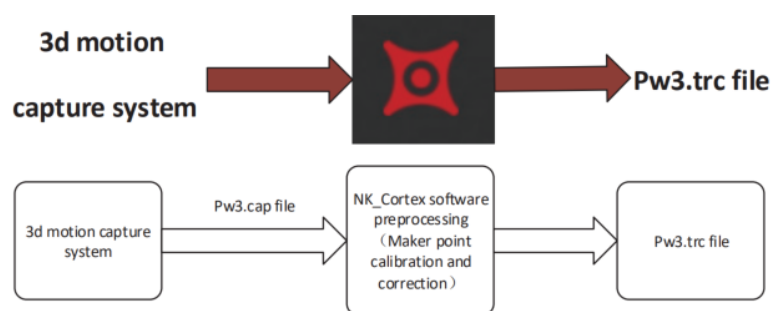 3d motion
capture system
Pw3.trc file
3d motion capture
system
Pw3.cap file
NK_Cortex software
preprocessing
（Maker point
calibration and
correction）
Pw3.trc file